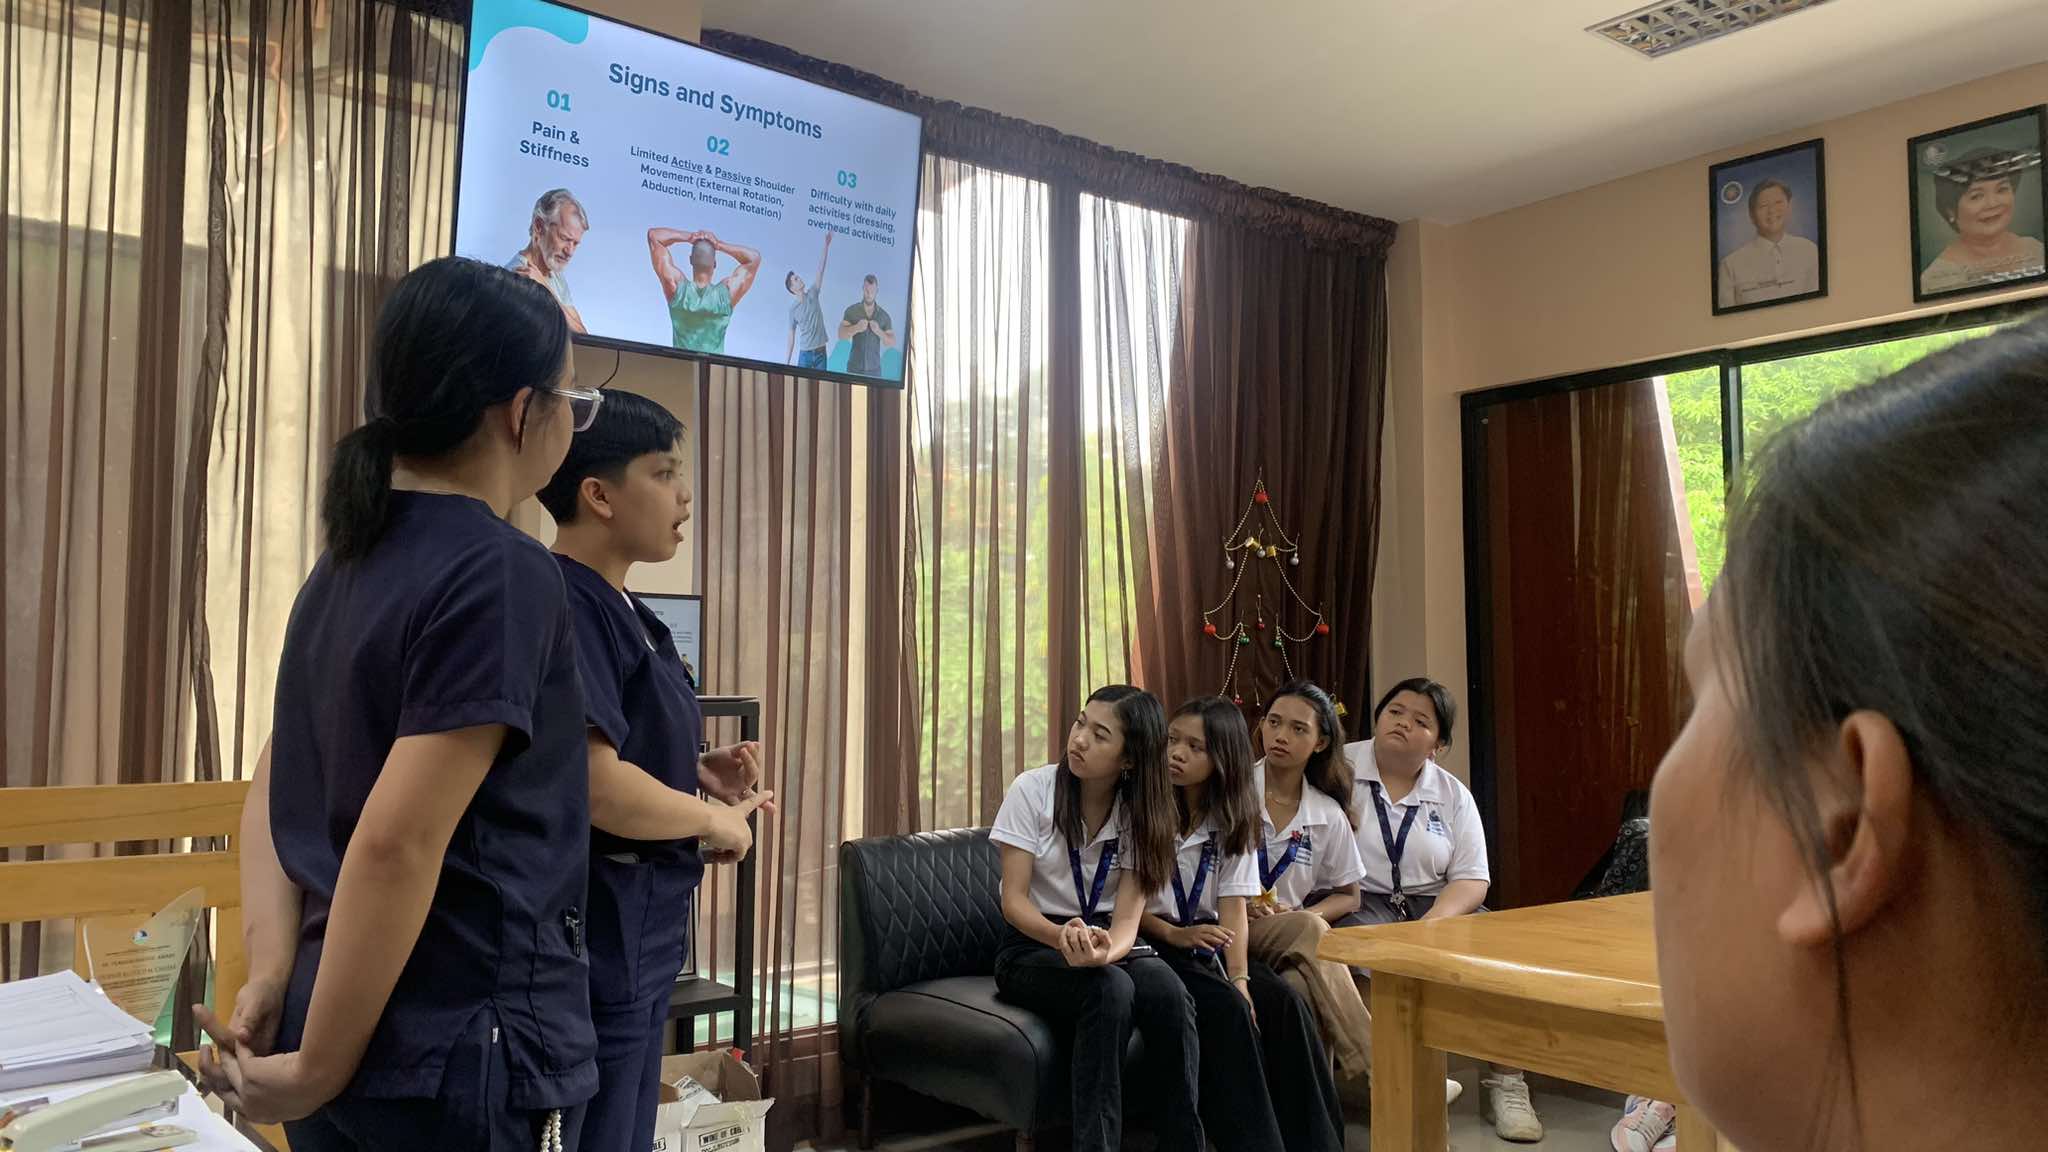 Signs and Symptoms
01
Pain &
Stiffness
02
Limited Active & Passive Shoulder
Movement (External Rotation,
Abduction, Internal Rotation)
03
Difficulty with daily
activities (dressing,
overhead activities)